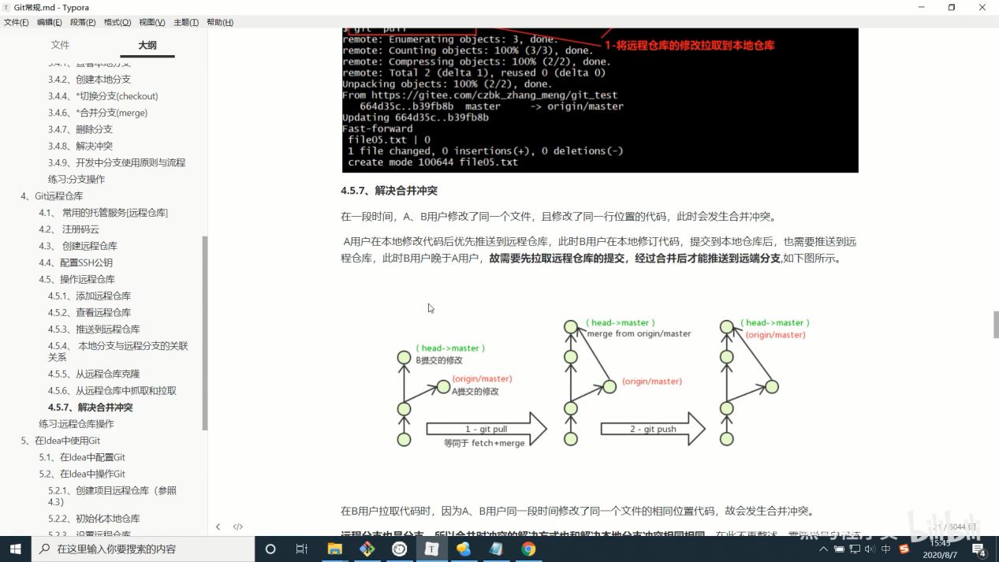 Git常规.md - Typora
文件(F) 编辑(E) 段落(P) 格式(O) 视图(V) 主题(T) 帮助(H)
文件 大纲
3.4.2、创建本地分支
3.4.4、*切换分支(checkout)
3.4.6、*合并分支(merge)
3.4.7、删除分支
3.4.8、解决冲突
3.4.9、开发中分支使用原则与流程
练习:分支操作
4、Git远程仓库
4.1、 常用的托管服务[远程仓库]
4.2、 注册码云
4.3、 创建远程仓库
4.4、配置SSH公钥
4.5、操作远程仓库
4.5.1、添加远程仓库
4.5.2、查看远程仓库
4.5.3、推送到远程仓库
4.5.4、 本地分支与远程分支的关联
关系
4.5.5、从远程仓库克隆
4.5.6、从远程仓库中抓取和拉取
4.5.7、解决合并冲突
练习:远程仓库操作
5、在Idea中使用Git
5.1、在Idea中配置Git
5.2、在Idea中操作Git
5.2.1、创建项目远程仓库（参照
4.3）
5.2.2、初始化本地仓库
$ git pull
1-将远程仓库的修改拉取到本地仓库
remote: Enumerating objects: 3, done.
remote: Counting objects: 100% (3/3), done.
remote: Compressing objects: 100% (2/2), done.
remote: Total 2 (delta 1), reused 0 (delta 0)
Unpacking objects: 100% (2/2), done.
From https://gitee.com/czbk_zhang_meng/git_test
664d35c..b39fb8b master -> origin/master
Updating 664d35c..b39fb8b
Fast-forward
file05.txt | 0
1 file changed, 0 insertions(+), 0 deletions(-)
create mode 100644 file05.txt
4.5.7、解决合并冲突
在一段时间，A、B用户修改了同一个文件，且修改了同一行位置的代码，此时会发生合并冲突。
A用户在本地修改代码后优先推送到远程仓库，此时B用户在本地修订代码，提交到本地仓库后，也需要推送到远
程仓库，此时B用户晚于A用户，故需要先拉取远程仓库的提交，经过合并后才能推送到远端分支,如下图所示。
( head->master )
B提交的修改
(origin/master)
A提交的修改
1 - git pull
等同于 fetch+merge
( head->master )
merge from origin/master
(origin/master)
2 - git push
( head->master )
(origin/master)
在B用户拉取代码时，因为A、B用户同一段时间修改了同一个文件的相同位置代码，故会发生合并冲突。
bilibili
在这里输入你要搜索的内容
中
15:45
2020/8/7
4